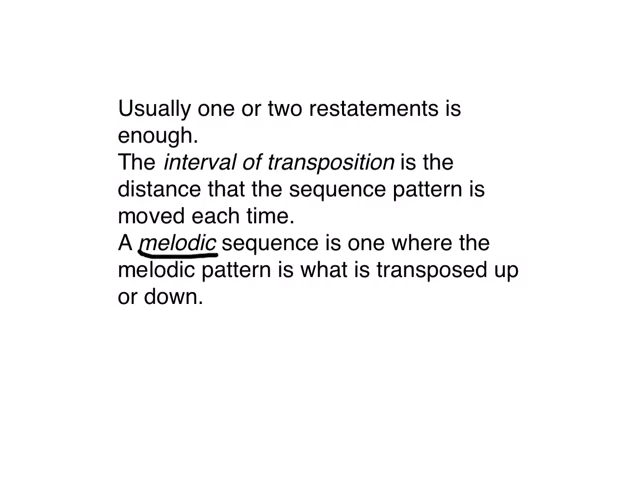 Usually one or two restatements is
enough.
The interval of transposition is the
distance that the sequence pattern is
moved each time.
A melodic sequence is one where the
melodic pattern is what is transposed up
or down.